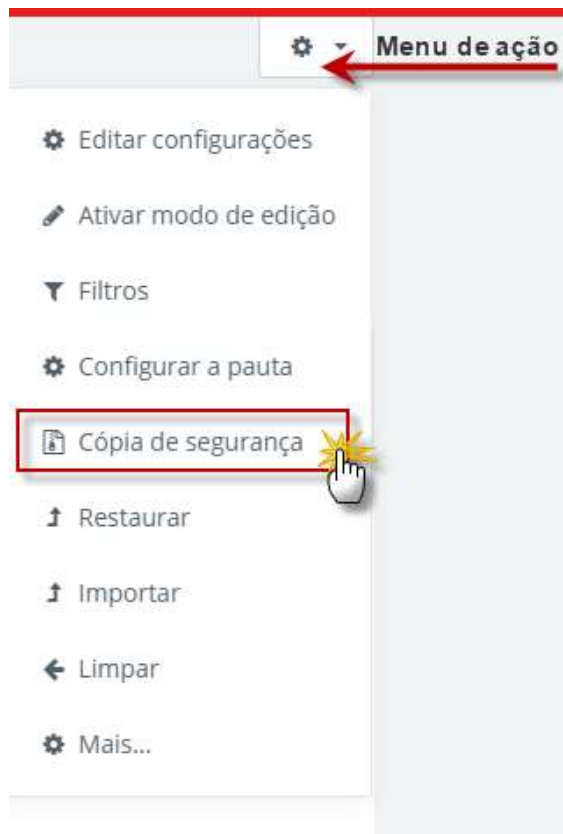 Menu de ação
Editar configurações
Ativar modo de edição
Filtros
Configurar a pauta
Cópia de segurança
Restaurar
Importar
Limpar
Mais...